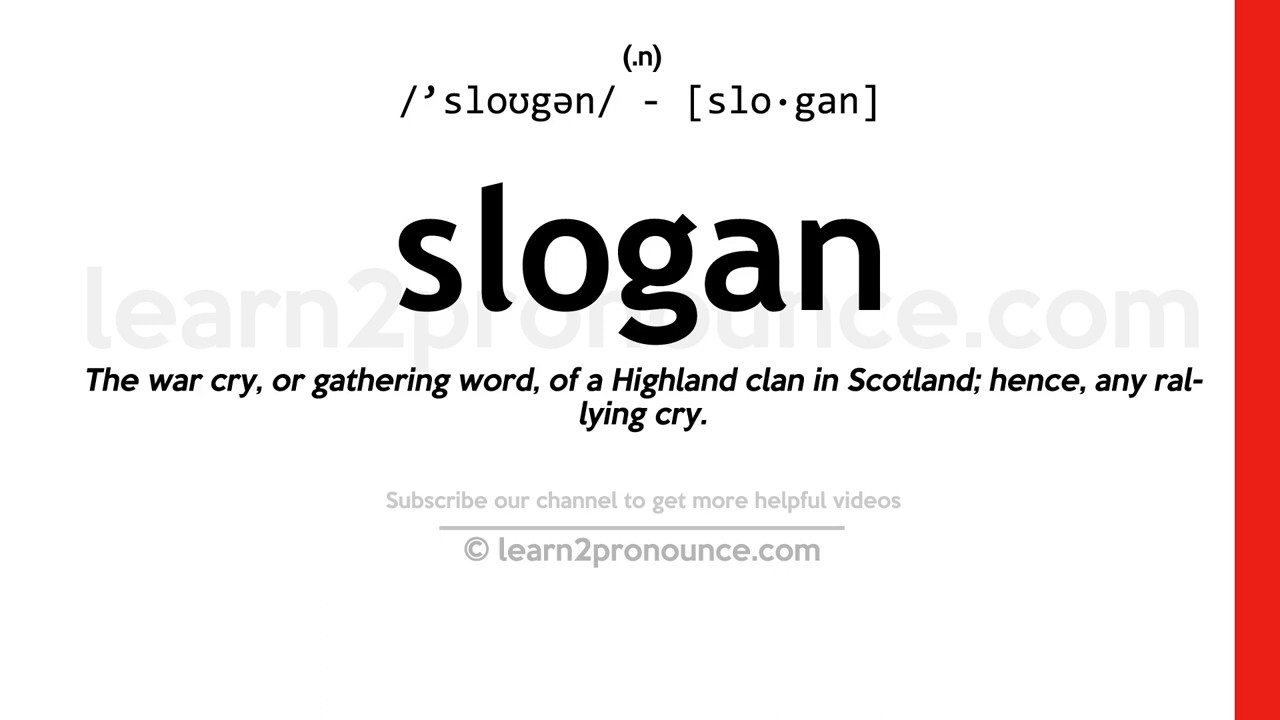 (.n)
/’sloʊgən/ - [slo·gan]
slogan
learn2pronounce.com
The war cry, or gathering word, of a Highland clan in Scotland; hence, any ral-
lying cry.
Subscribe our channel to get more helpful videos
© learn2pronounce.com